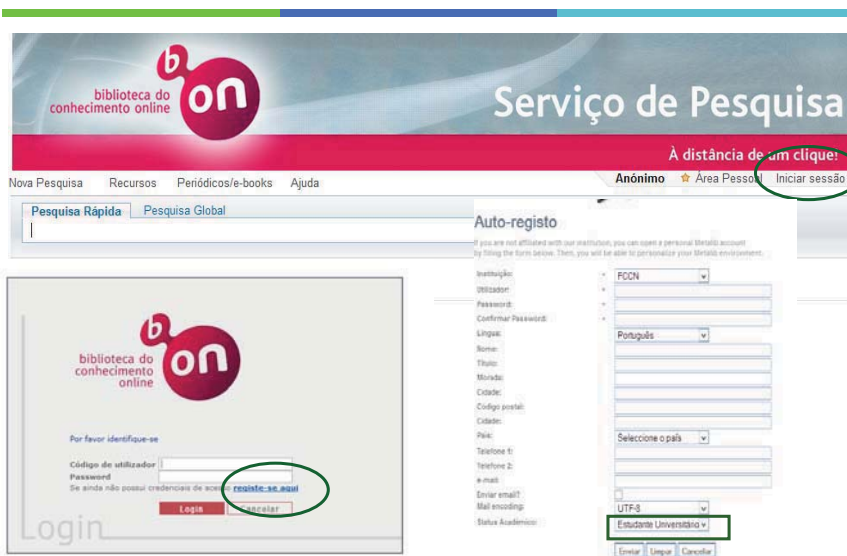 b on
biblioteca do
conhecimento online
Serviço de Pesquisa
À distância de um clique!
Nova Pesquisa Recursos Periódicos/e-books Ajuda
Anónimo Área Pessoal Iniciar sessão
Pesquisa Rápida Pesquisa Global
b on
biblioteca do
conhecimento
online
Por favor identifique-se
Código de utilizador
Password
Se ainda não possui credenciais de acesso registe-se aqui
Login Cancelar
Login
Auto-registo
If you are not affiliated with our institution, you can open a personal Metalib account
by filling the form below. Then, you will be able to personalize your Metalib environment.
Instituição: * FCCN
Utilizador: *
Password: *
Confirmar Password: *
Língua: Português
Nome:
Título:
Morada:
Cidade:
Código postal:
Cidade:
País: Seleccione o país
Telefone 1:
Telefone 2:
e-mail:
Enviar email?
Mail encoding: UTF-8
Status Académico: Estudante Universitário
Enviar Limpar Cancelar